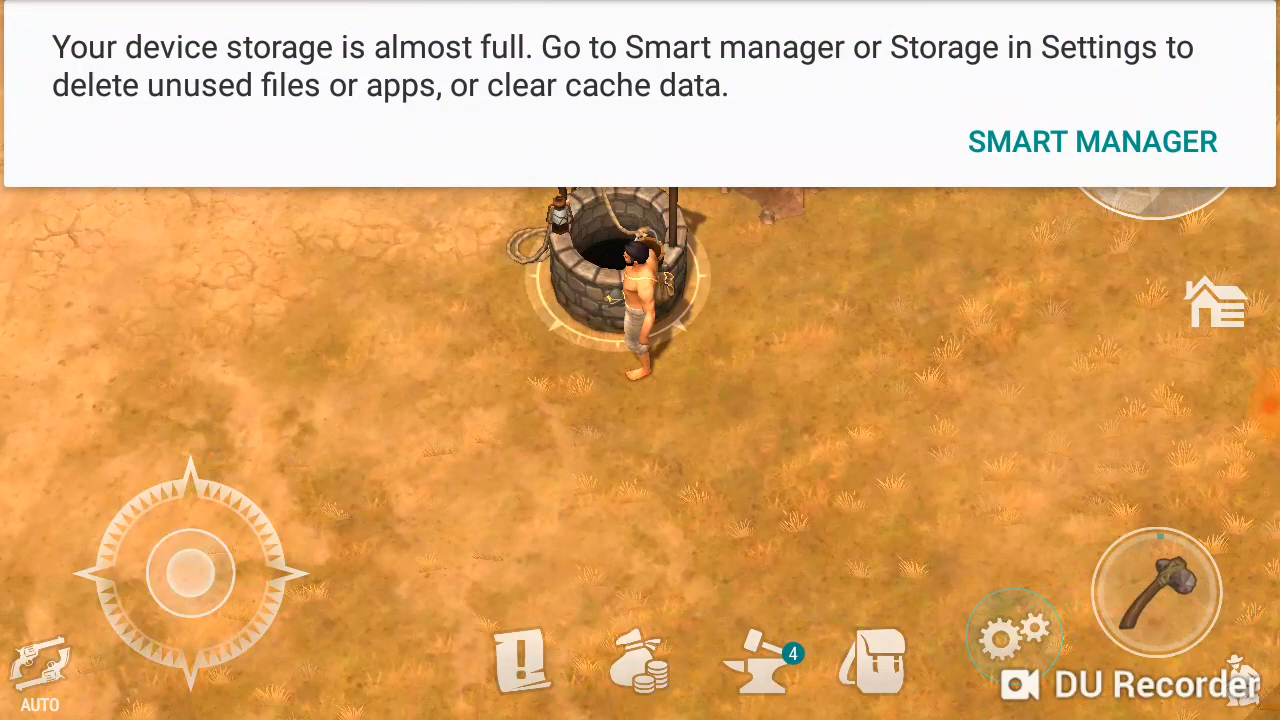 Your device storage is almost full. Go to Smart manager or Storage in Settings to
delete unused files or apps, or clear cache data.
SMART MANAGER
4
AUTO
DU Recorder